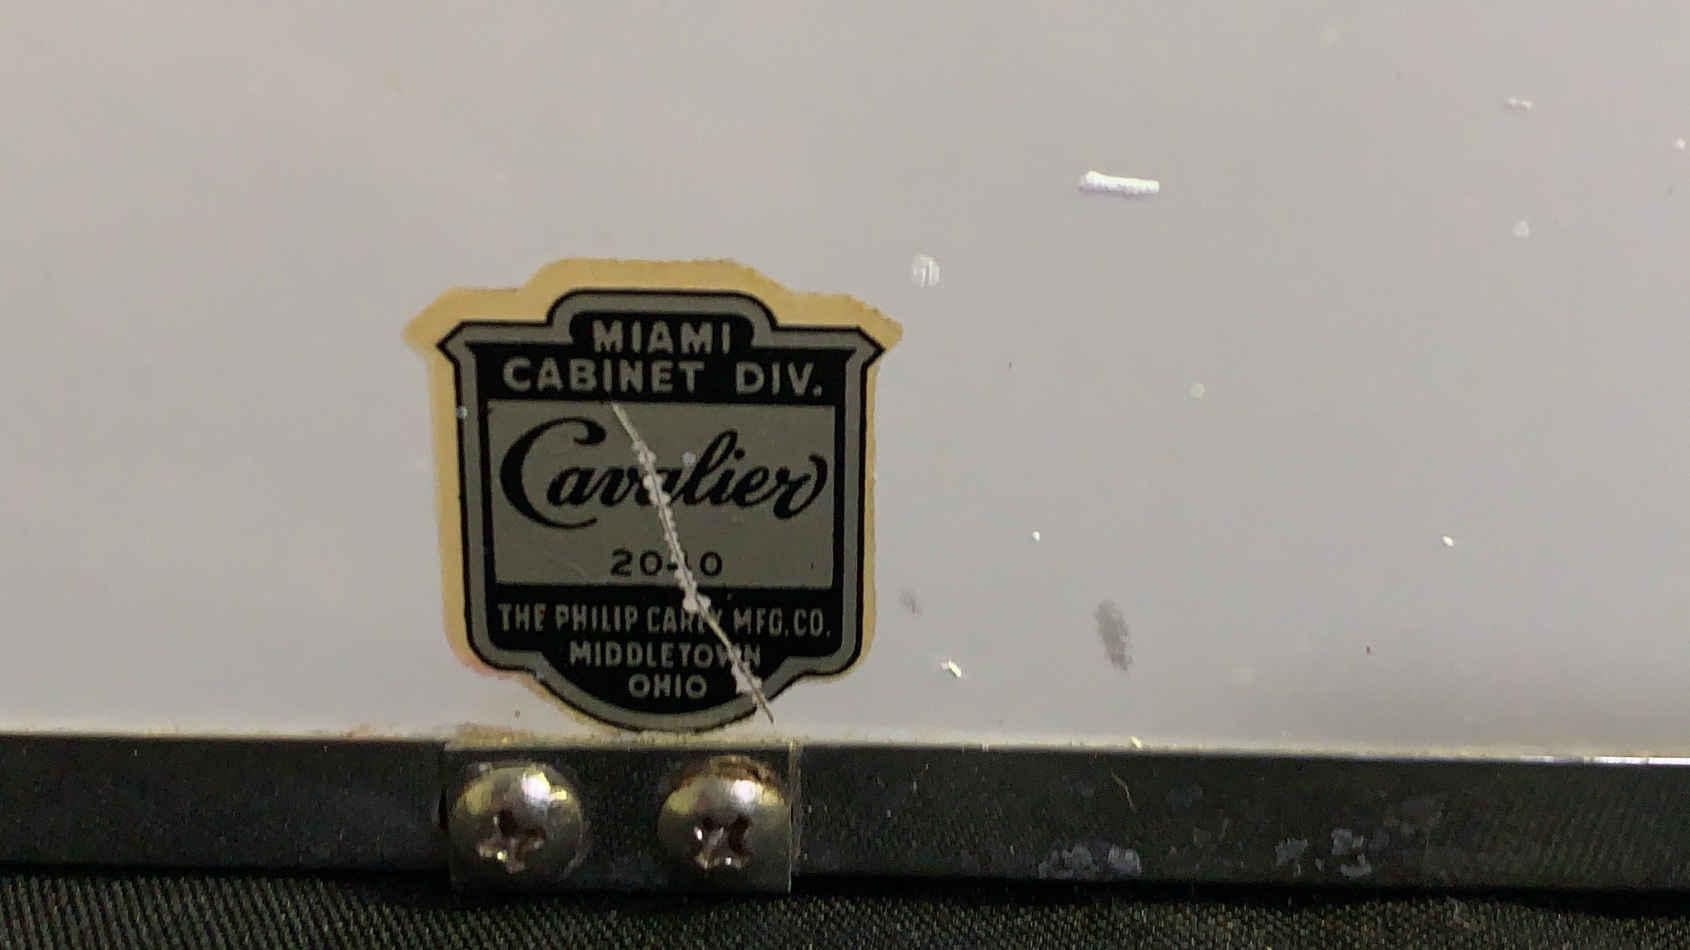 MIAMI
CABINET DIV.
Cavalier
THE PHILIP CAREY MFG. CO.
MIDDLETOWN
OHIO